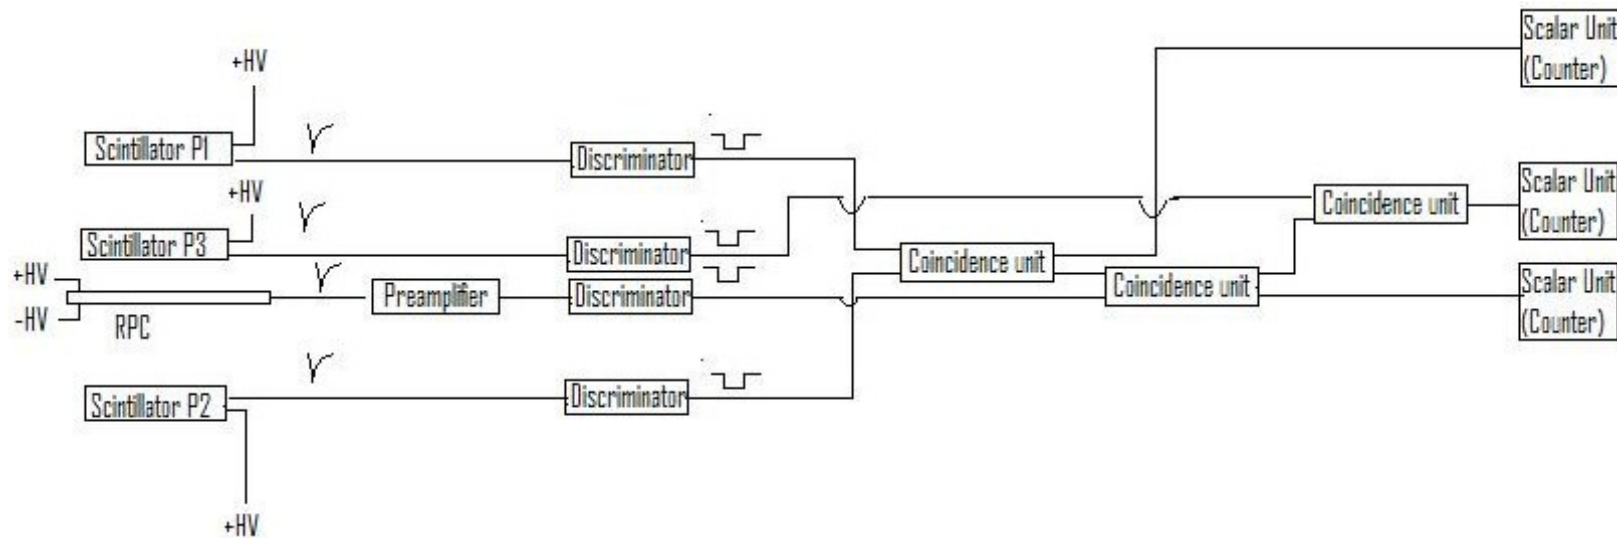 Scalar Unit
(Counter)
+HV
Scintillator P1
Discriminator
+HV
Scintillator P3
Discriminator
Coincidence unit
Scalar Unit
(Counter)
+HV
-HV
RPC
Preamplifier
Discriminator
Coincidence unit
Coincidence unit
Scalar Unit
(Counter)
Scintillator P2
Discriminator
+HV